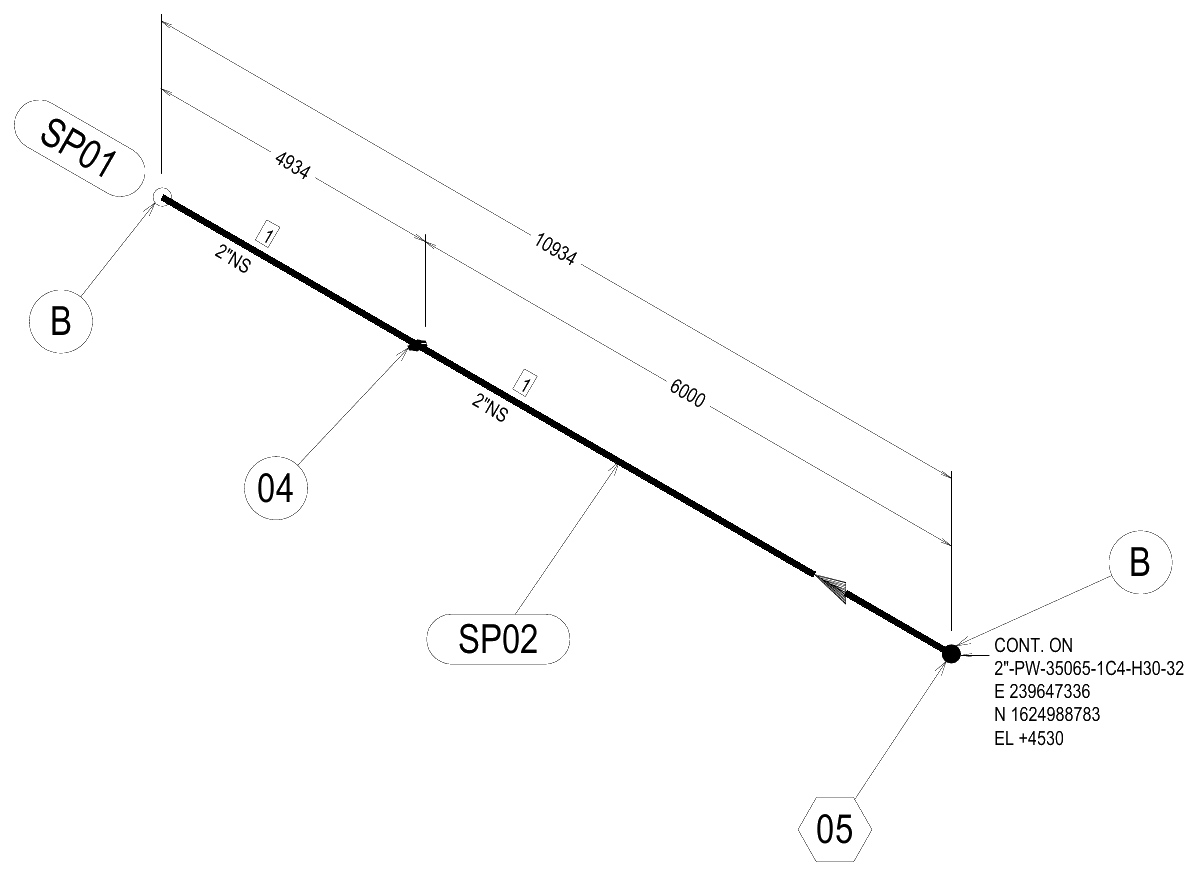 SP01
4934
10934
1
2"NS
B
1
2"NS
6000
04
B
SP02
CONT. ON
2"-PW-35065-1C4-H30-32
E 239647336
N 1624988783
EL +4530
05